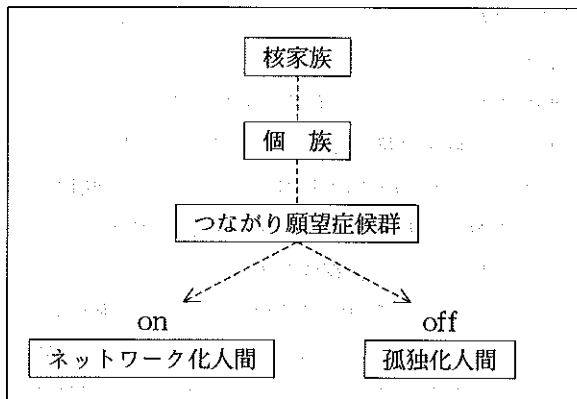 核家族
個　族
つながり願望症候群
on
off
ネットワーク化人間
孤独化人間